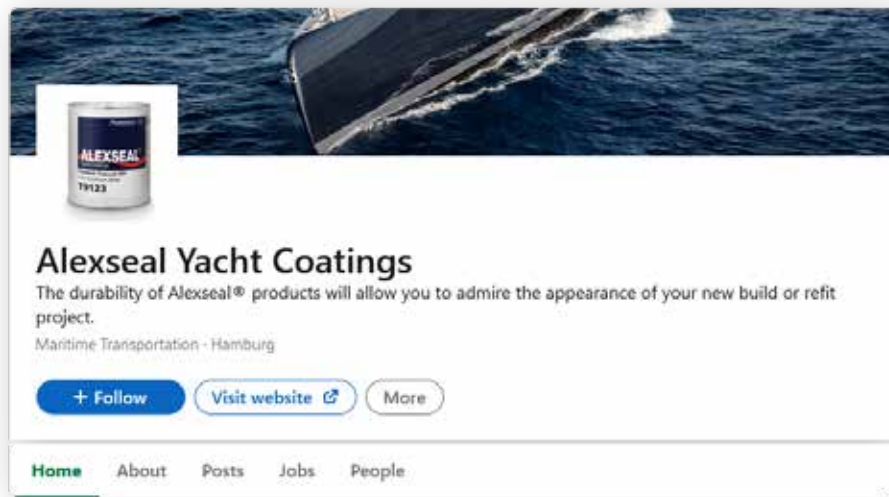 ALEXSEAL
T9123
Alexseal Yacht Coatings
The durability of Alexseal® products will allow you to admire the appearance of your new build or refit
project.
Maritime Transportation · Hamburg
+ Follow
Visit website
More
Home About Posts Jobs People